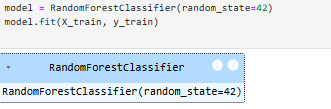 model = RandomForestClassifier(random_state=42)
model.fit(X_train, y_train)
RandomForestClassifier
RandomForestClassifier(random_state=42)